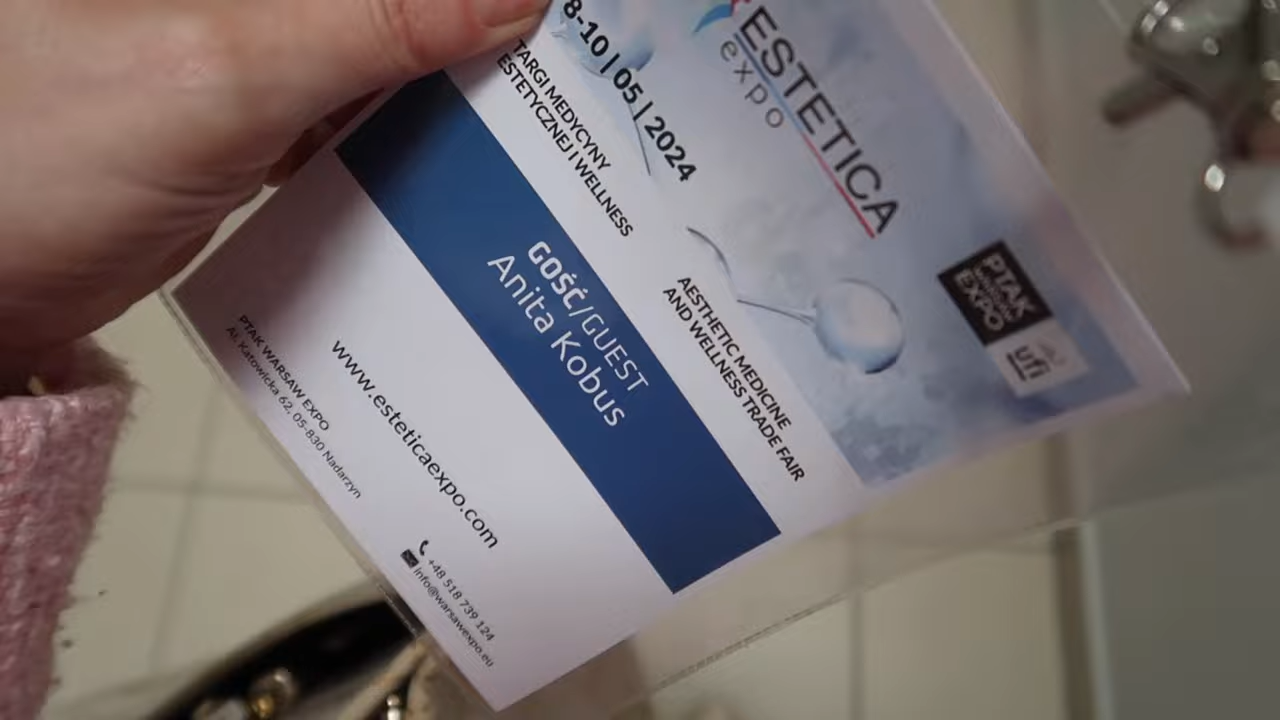 ESTETICA
expo
8-10 | 05 | 2024
TARGI MEDYCYNY
ESTETYCZNEJ I WELLNESS
AESTHETIC MEDICINE
AND WELLNESS TRADE FAIR
PTAK
WARSAW
EXPO
ufi
GOŚĆ/GUEST
Anita Kobus
www.esteticaexpo.com
PTAK WARSAW EXPO
Al. Katowicka 62, 05-830 Nadarzyn
+48 518 739 124
info@warsawexpo.eu